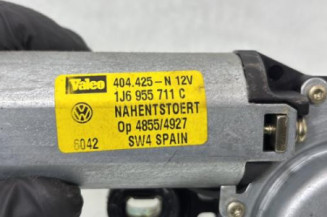 Valeo 404.425-N 12V
1J6 955 711 C
NAHENTSTOERT
Op 4855/4927
6042 SW4 SPAIN